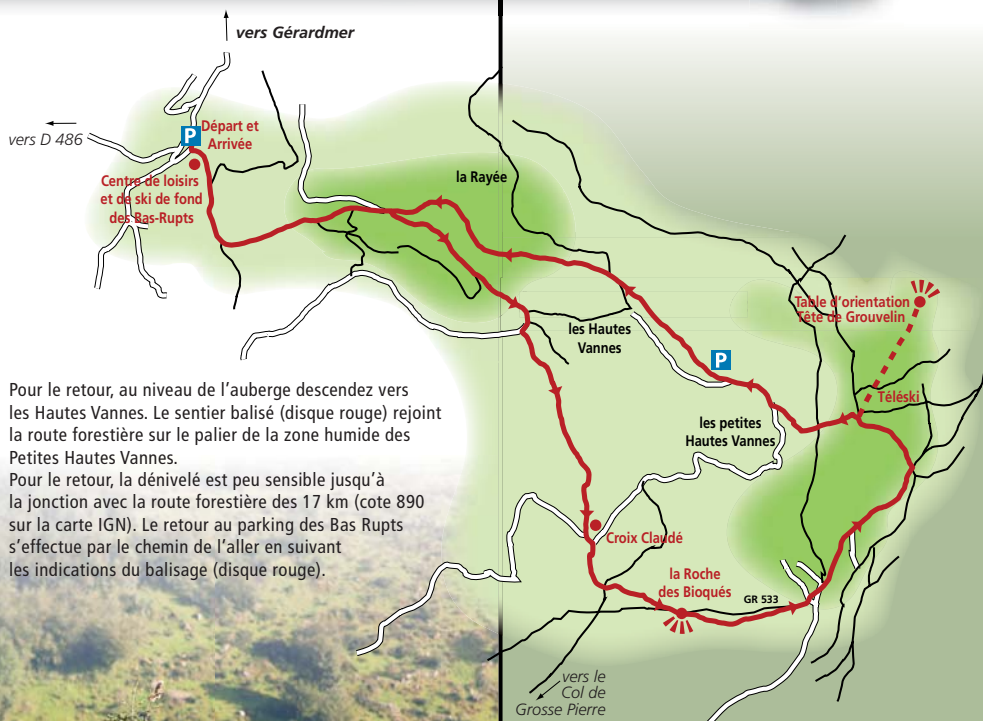 vers Gérardmer
vers D 486
P
Départ et
Arrivée
Centre de loisirs
et de ski de fond
des Bas-Rupts
la Rayée
Table d'orientation
Tête de Grouvelin
les Hautes
Vannes
P
Téléski
les petites
Hautes Vannes
Pour le retour, au niveau de l'auberge descendez vers
les Hautes Vannes. Le sentier balisé (disque rouge) rejoint
la route forestière sur le palier de la zone humide des
Petites Hautes Vannes.
Pour le retour, la dénivelé est peu sensible jusqu'à
la jonction avec la route forestière des 17 km (cote 890
sur la carte IGN). Le retour au parking des Bas Rupts
s'effectue par le chemin de l'aller en suivant
les indications du balisage (disque rouge).
Croix Claudé
la Roche
des Bioqués
GR 533
vers le
Col de
Grosse Pierre